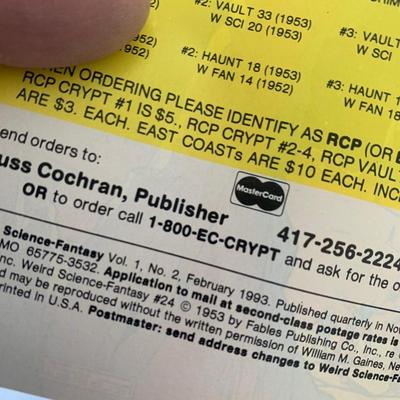 #2: VAULT 33 (1953)
W SCI 20 (1953)
#3: VAUL
W SCI
952)
952)
#2: HAUNT 18 (1953)
W FAN 14 (1952)
#3: H
W FAN 18
EN ORDERING PLEASE IDENTIFY AS RCP (OR
RCP CRYPT #1 IS $5., RCP CRYPT #2-4, RCP VAUL
ARE $3. EACH. EAST COASTs ARE $10 EACH. INC
end orders to:
uss Cochran, Publisher
MasterCard
417-256-2224
OR to order call 1-800-EC-CRYPT and ask for the o
Science-Fantasy Vol. 1, No. 2, February 1993. Published quarterly in Nov
MO 65775-3532. Application to mail at second-class postage rates is
nc. Weird Science-Fantasy #24 © 1953 by Fables Publishing Co., Inc., re
d may be reproduced without the written permission of William M. Gaines,
rinted in U.S.A. Postmaster: send address changes to Weird Science-Fa